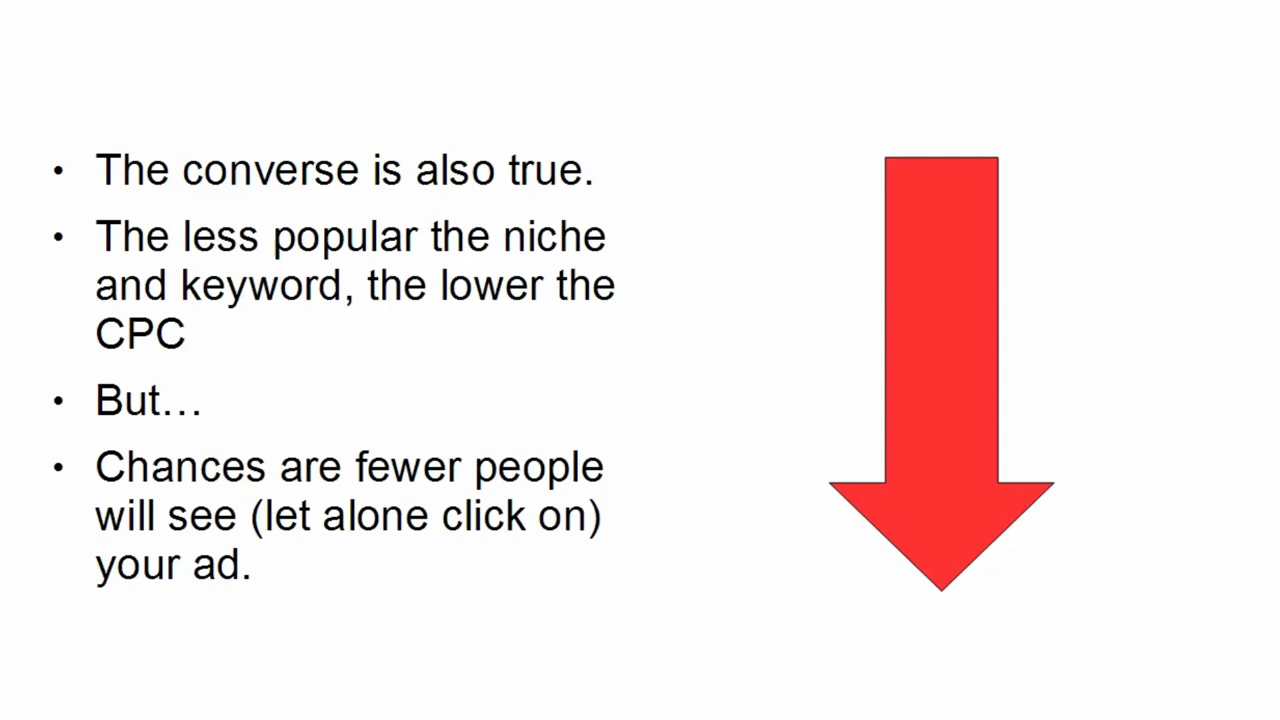 • The converse is also true.
• The less popular the niche
and keyword, the lower the
CPC
• But…
• Chances are fewer people
will see (let alone click on)
your ad.